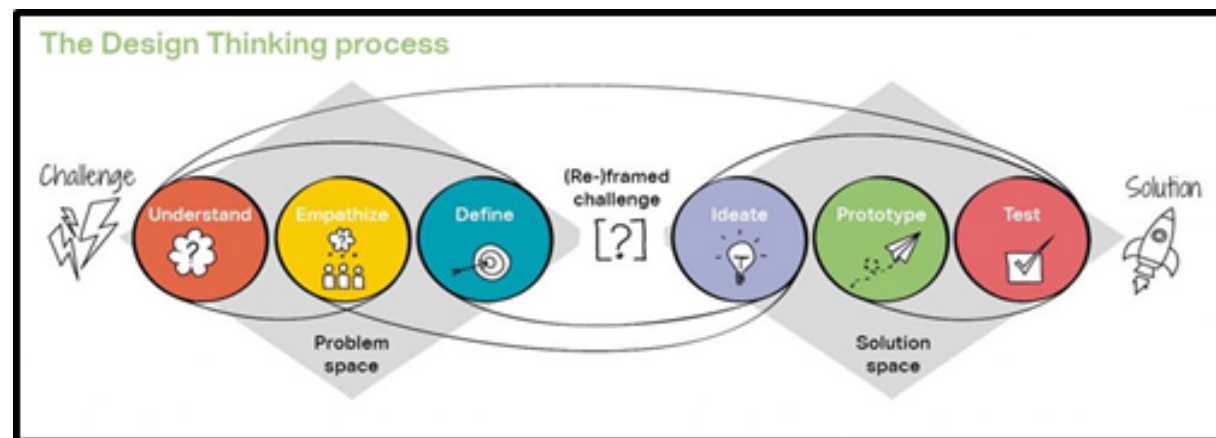 The Design Thinking process
Challenge
Understand
?
Empathize
?
Define
(Re-)framed
challenge
[?]
Ideate
Prototype
Test
Solution
Problem
space
Solution
space